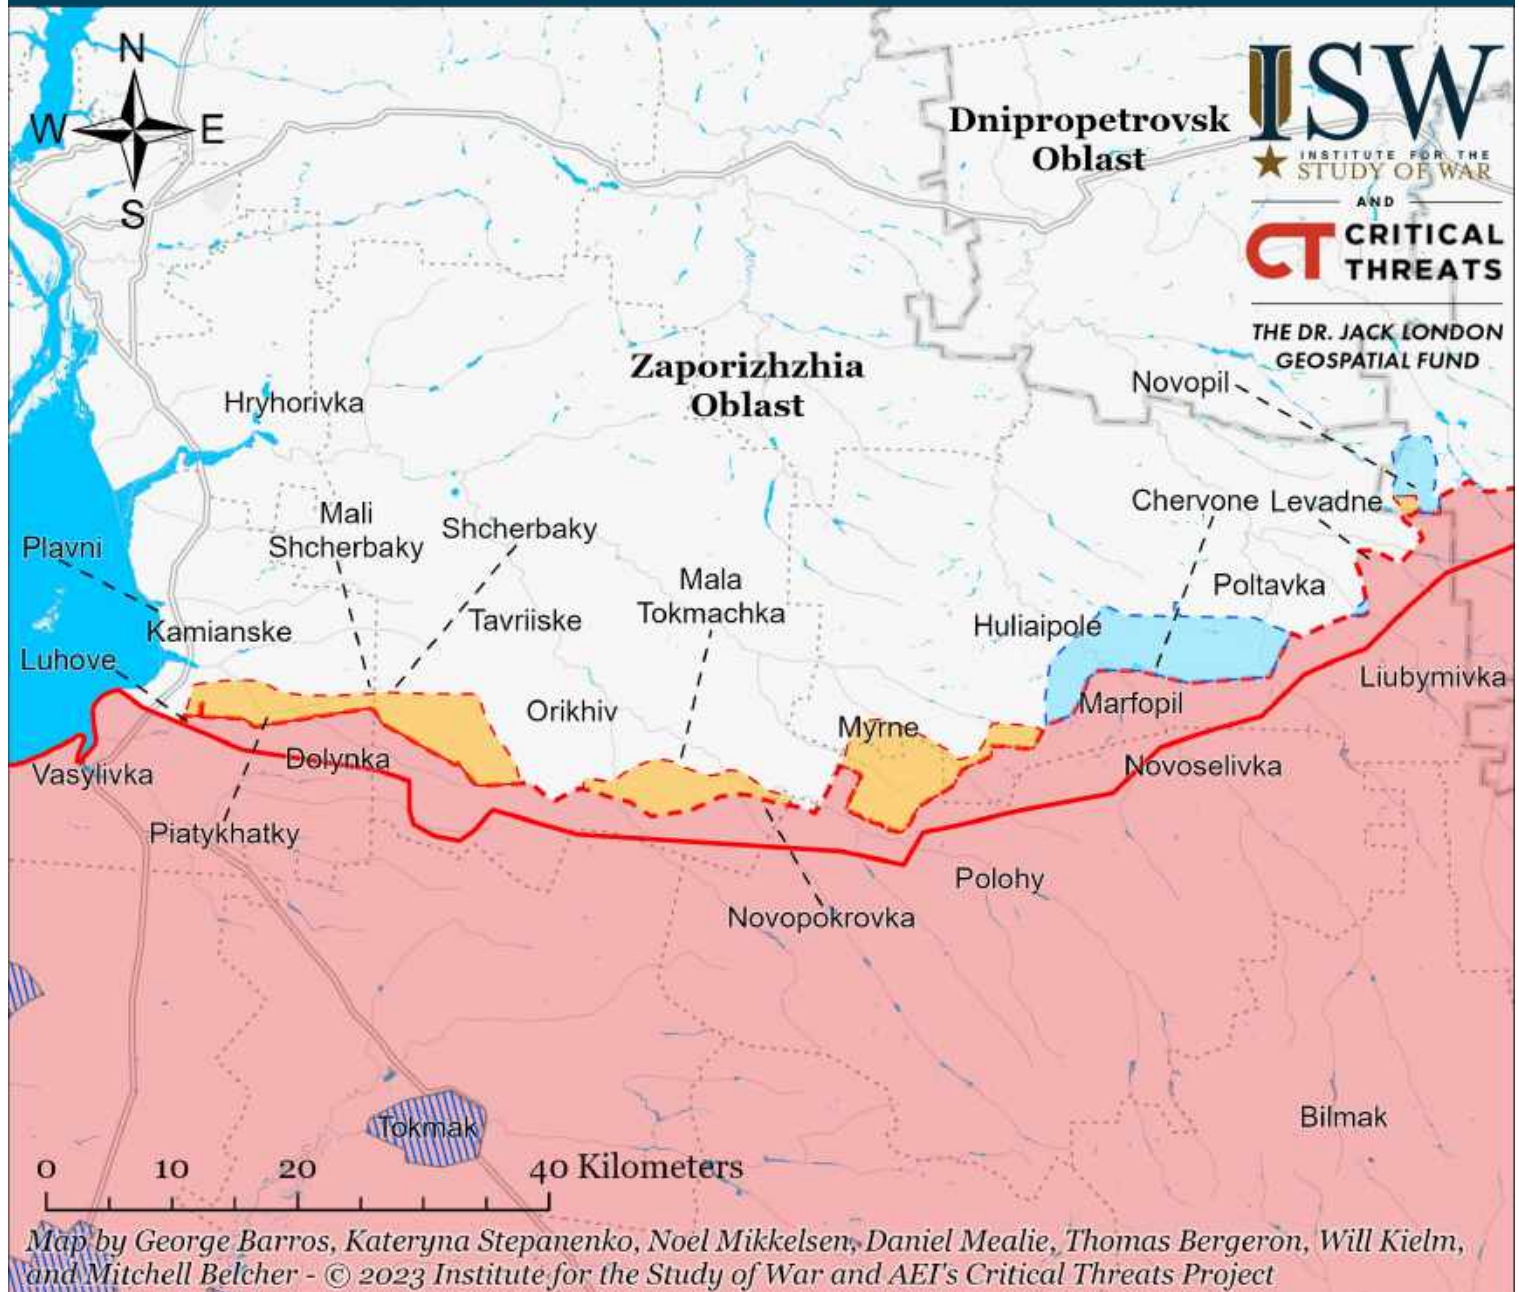 N
W
E
S
Dnipropetrovsk
Oblast
ISW
INSTITUTE FOR THE
STUDY OF WAR
AND
CT CRITICAL
THREATS
THE DR. JACK LONDON
GEOSPATIAL FUND
Zaporizhzhia
Oblast
Novopil
Hryhorivka
Mali
Shcherbaky
Shcherbaky
Chervone
Levadne
Plavni
Mala
Tokmachka
Poltavka
Kamianske
Tavriiske
Huliaipole
Luhove
Orikhiv
Marfopil
Liubymivka
Myrne
Vasylivka
Dolynka
Novoselivka
Piatykhatky
Polohy
Novopokrovka
Tokmak
Bilmak
0 10 20 40 Kilometers
Map by George Barros, Kateryna Stepanenko, Noel Mikkelsen, Daniel Mealie, Thomas Bergeron, Will Kielm,
and Mitchell Belcher - © 2023 Institute for the Study of War and AEI's Critical Threats Project